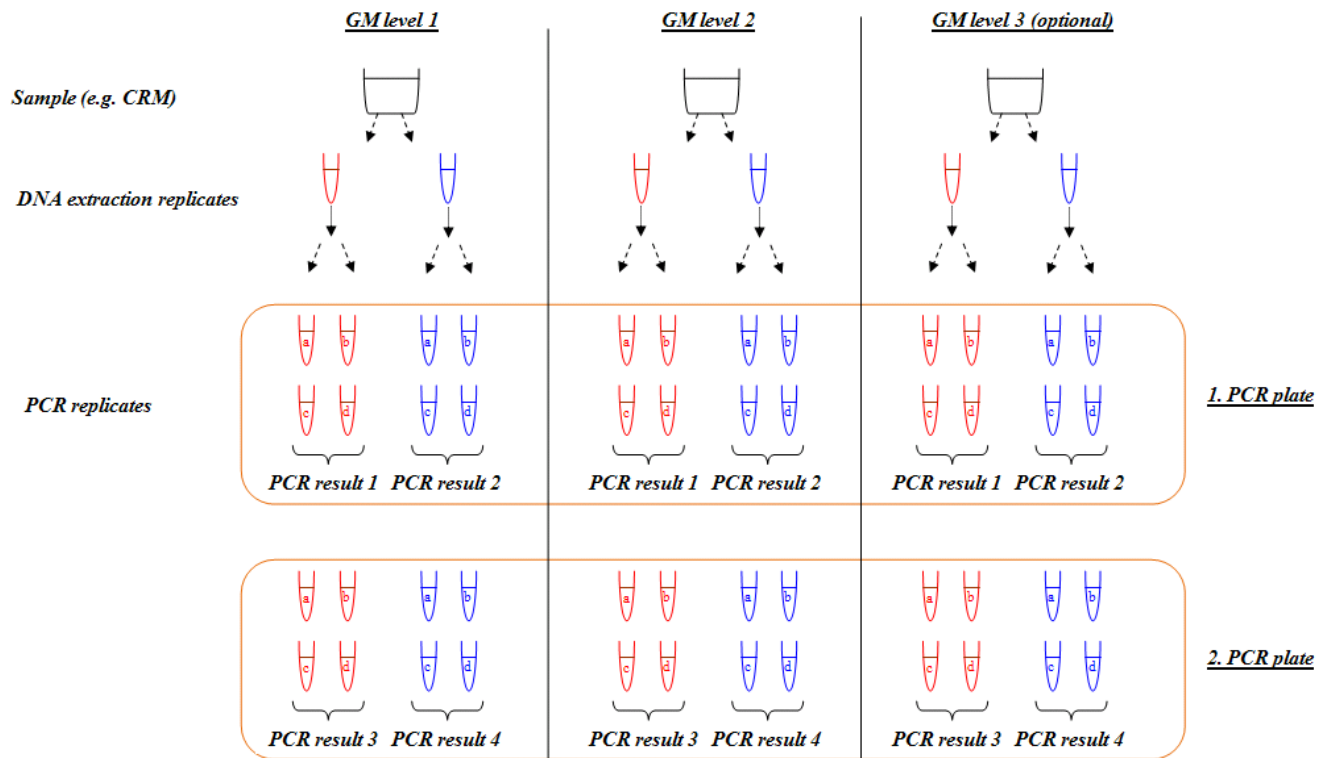 GM level 1 GM level 2 GM level 3 (optional)
Sample (e.g. CRM)
DNA extraction replicates
a b a b a b a b a b a b
PCR replicates
c d c d c d c d c d c d
1. PCR plate
PCR result 1 PCR result 2 PCR result 1 PCR result 2 PCR result 1 PCR result 2
a b a b a b a b a b a b
c d c d c d c d c d c d
2. PCR plate
PCR result 3 PCR result 4 PCR result 3 PCR result 4 PCR result 3 PCR result 4